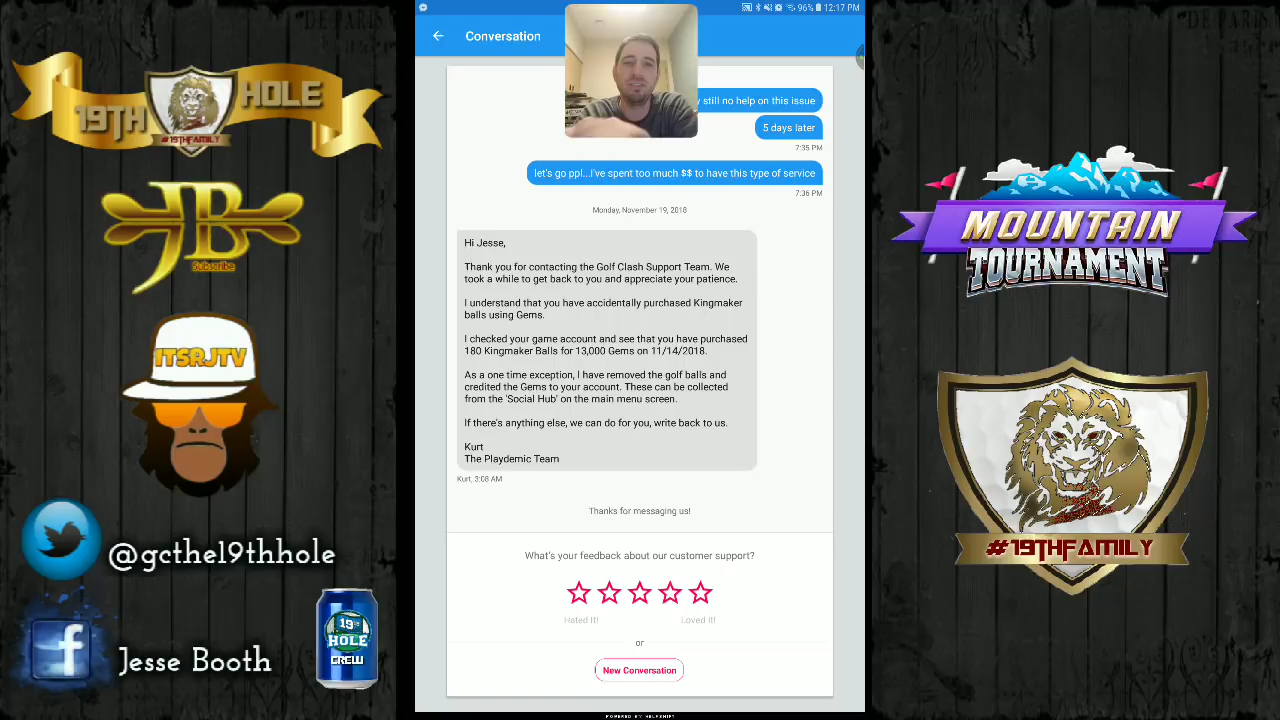 DE PARIS
19TH HOLE
#19THFAMILY
JB
Subscribe
ITSRJTV
@gcthe19thhole
f
Jesse Booth
19TH
HOLE
CREW
96% 12:17 PM
Conversation
still no help on this issue
5 days later
7:35 PM
let's go ppl...I've spent too much $$ to have this type of service
7:36 PM
Monday, November 19, 2018
Hi Jesse,
Thank you for contacting the Golf Clash Support Team. We
took a while to get back to you and appreciate your patience.
I understand that you have accidentally purchased Kingmaker
balls using Gems.
I checked your game account and see that you have purchased
180 Kingmaker Balls for 13,000 Gems on 11/14/2018.
As a one time exception, I have removed the golf balls and
credited the Gems to your account. These can be collected
from the 'Social Hub' on the main menu screen.
If there's anything else, we can do for you, write back to us.
Kurt
The Playdemic Team
Kurt, 3:08 AM
Thanks for messaging us!
What's your feedback about our customer support?
Hated It! Loved It!
or
New Conversation
POWERED BY HELPSHIFT
MOUNTAIN
TOURNAMENT
#19THFAMILY